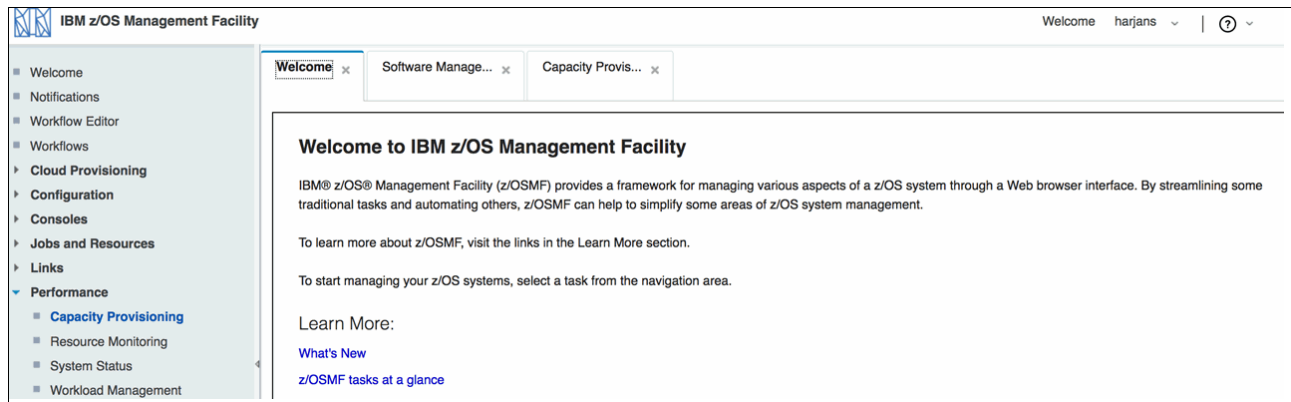 IBM z/OS Management Facility
Welcome harjans
Welcome
Notifications
Workflow Editor
Workflows
Cloud Provisioning
Configuration
Consoles
Jobs and Resources
Links
Performance
Capacity Provisioning
Resource Monitoring
System Status
Workload Management
Welcome
Software Manage...
Capacity Provis...
Welcome to IBM z/OS Management Facility
IBM® z/OS® Management Facility (z/OSMF) provides a framework for managing various aspects of a z/OS system through a Web browser interface. By streamlining some
traditional tasks and automating others, z/OSMF can help to simplify some areas of z/OS system management.
To learn more about z/OSMF, visit the links in the Learn More section.
To start managing your z/OS systems, select a task from the navigation area.
Learn More:
What's New
z/OSMF tasks at a glance